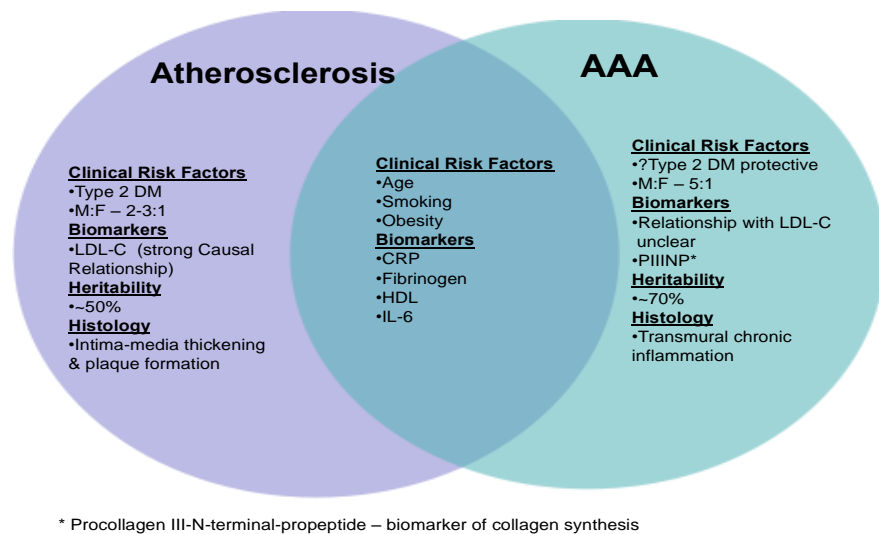 Atherosclerosis
Clinical Risk Factors
•Type 2 DM
•M:F – 2-3:1
Biomarkers
•LDL-C (strong Causal
Relationship)
Heritability
•~50%
Histology
•Intima-media thickening
& plaque formation
Clinical Risk Factors
•Age
•Smoking
•Obesity
Biomarkers
•CRP
•Fibrinogen
•HDL
•IL-6
AAA
Clinical Risk Factors
•?Type 2 DM protective
•M:F – 5:1
Biomarkers
•Relationship with LDL-C
unclear
•PIIINP*
Heritability
•~70%
Histology
•Transmural chronic
inflammation
* Procollagen III-N-terminal-propeptide – biomarker of collagen synthesis